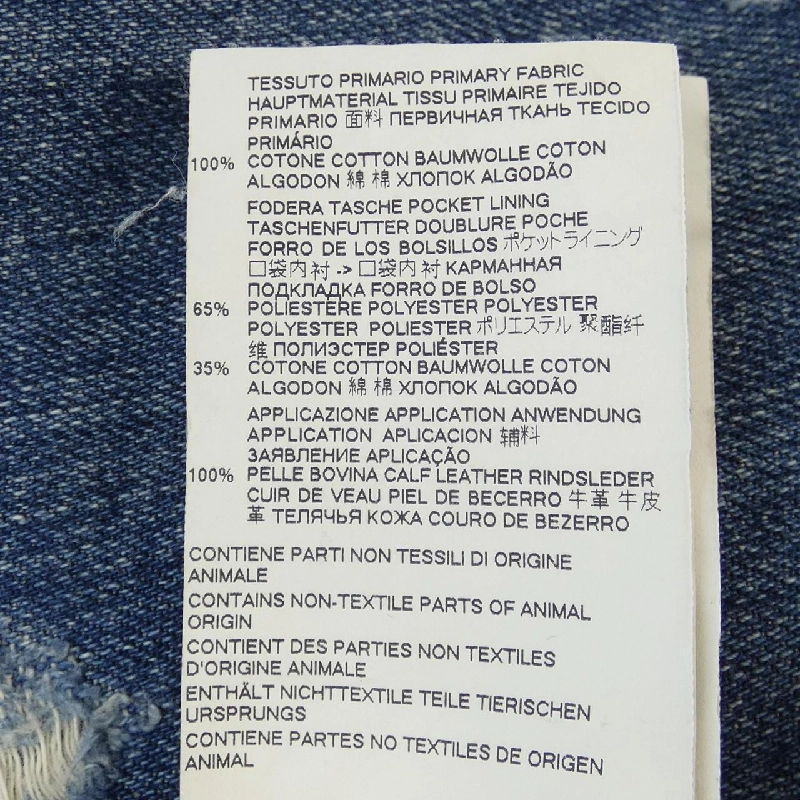 TESSUTO PRIMARIO PRIMARY FABRIC
HAUPTMATERIAL TISSU PRIMAIRE TEJIDO
PRIMARIO 面料 ПЕРВИЧНАЯ ТКАНЬ TECIDO
PRIMÁRIO
100% COTONE COTTON BAUMWOLLE COTON
ALGODON 綿 棉 ХЛОПОК ALGODÃO
FODERA TASCHE POCKET LINING
TASCHENFUTTER DOUBLURE POCHE
FORRO DE LOS BOLSILLOS ポケットライニング
口袋内衬 -> 口袋内衬 КАРМАННАЯ
ПОДКЛАДКА FORRO DE BOLSO
65% POLIESTERE POLYESTER POLYESTER
POLYESTER POLIESTER ポリエステル 聚酯纤
维 ПОЛИЭСТЕР POLIÉSTER
35% COTONE COTTON BAUMWOLLE COTON
ALGODON 綿 棉 ХЛОПОК ALGODÃO
APPLICAZIONE APPLICATION ANWENDUNG
APPLICATION APLICACION 辅料
ЗАЯВЛЕНИЕ APLICAÇÃO
100% PELLE BOVINA CALF LEATHER RINDSLEDER
CUIR DE VEAU PIEL DE BECERRO 牛革 牛皮
革 ТЕЛЯЧЬЯ КОЖА COURO DE BEZERRO
CONTIENE PARTI NON TESSILI DI ORIGINE
ANIMALE
CONTAINS NON-TEXTILE PARTS OF ANIMAL
ORIGIN
CONTIENT DES PARTIES NON TEXTILES
D'ORIGINE ANIMALE
ENTHÄLT NICHTTEXTILE TEILE TIERISCHEN
URSPRUNGS
CONTIENE PARTES NO TEXTILES DE ORIGEN
ANIMAL